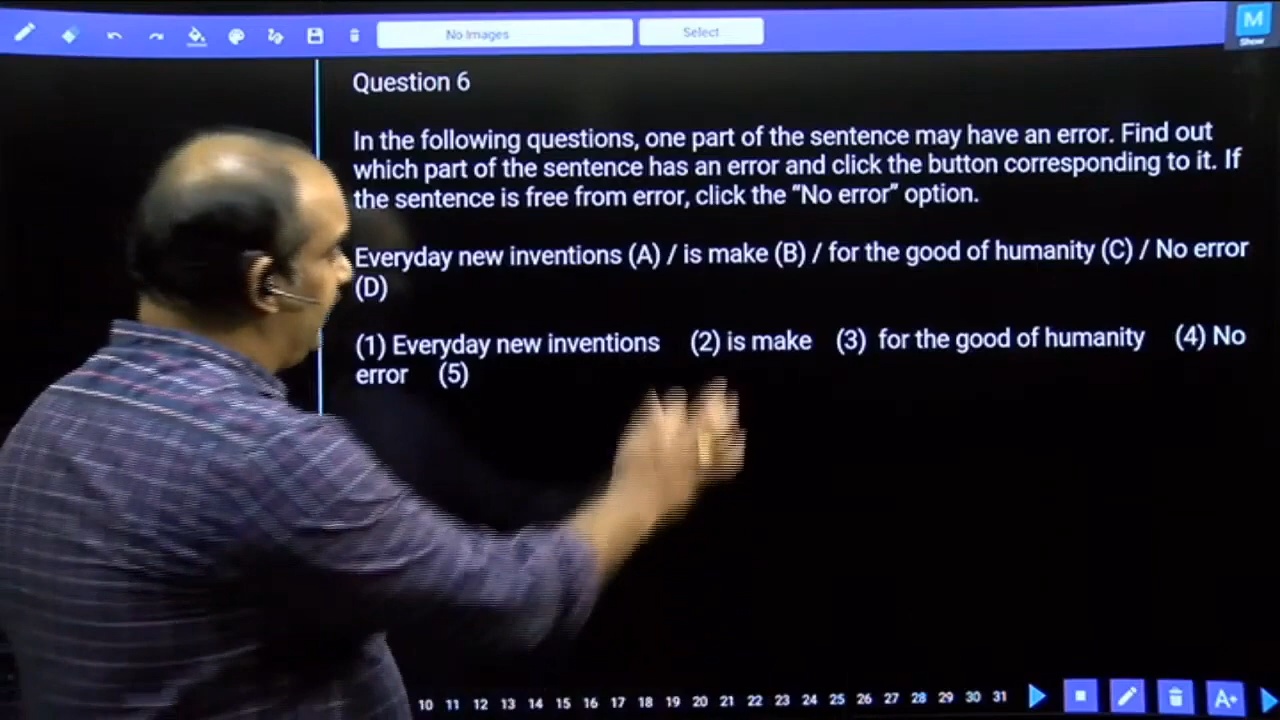 No Images
Select
M
Show
Question 6
In the following questions, one part of the sentence may have an error. Find out
which part of the sentence has an error and click the button corresponding to it. If
the sentence is free from error, click the “No error” option.
Everyday new inventions (A) / is make (B) / for the good of humanity (C) / No error
(D)
(1) Everyday new inventions (2) is make (3) for the good of humanity (4) No
error (5)
10 11 12 13 14 15 16 17 18 19 20 21 22 23 24 25 26 27 28 29 30 31
A+